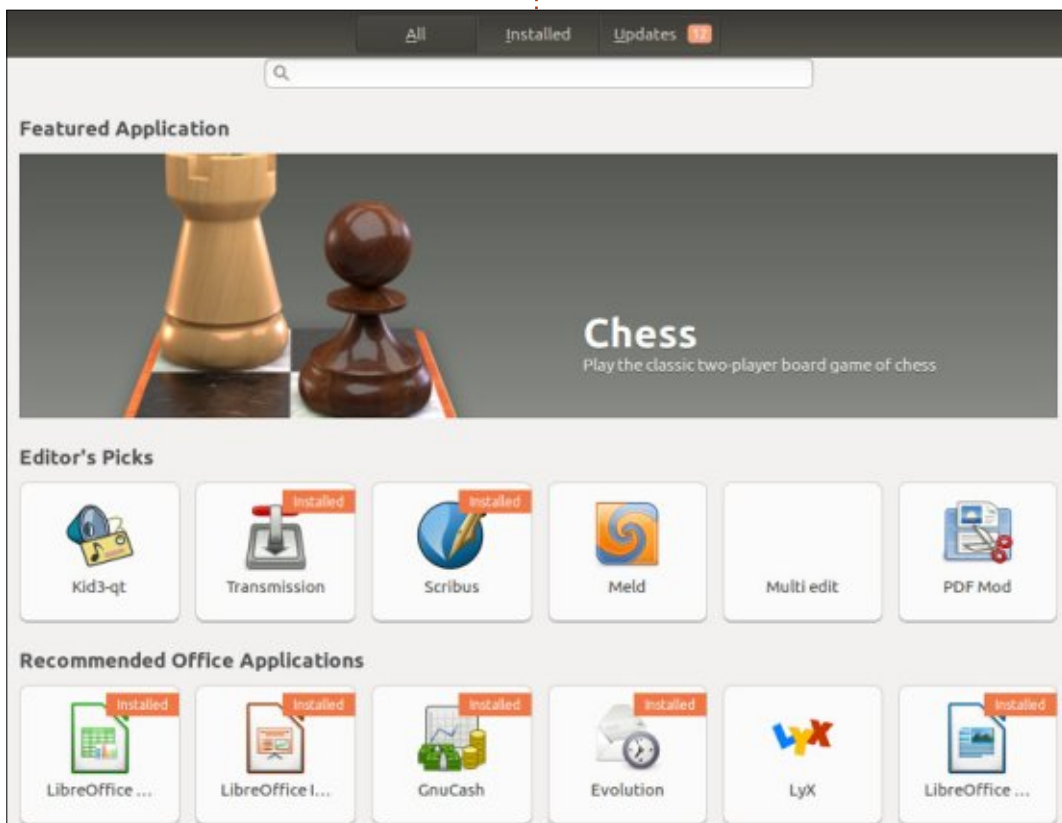 All Installed Updates 12
Featured Application
Chess
Play the classic two-player board game of chess
Editor's Picks
Installed Installed
Kid3-qt Transmission Scribus Meld Multi edit PDF Mod
Recommended Office Applications
Installed Installed Installed Installed Installed
LibreOffice ... LibreOffice I... GnuCash Evolution LyX LibreOffice ...